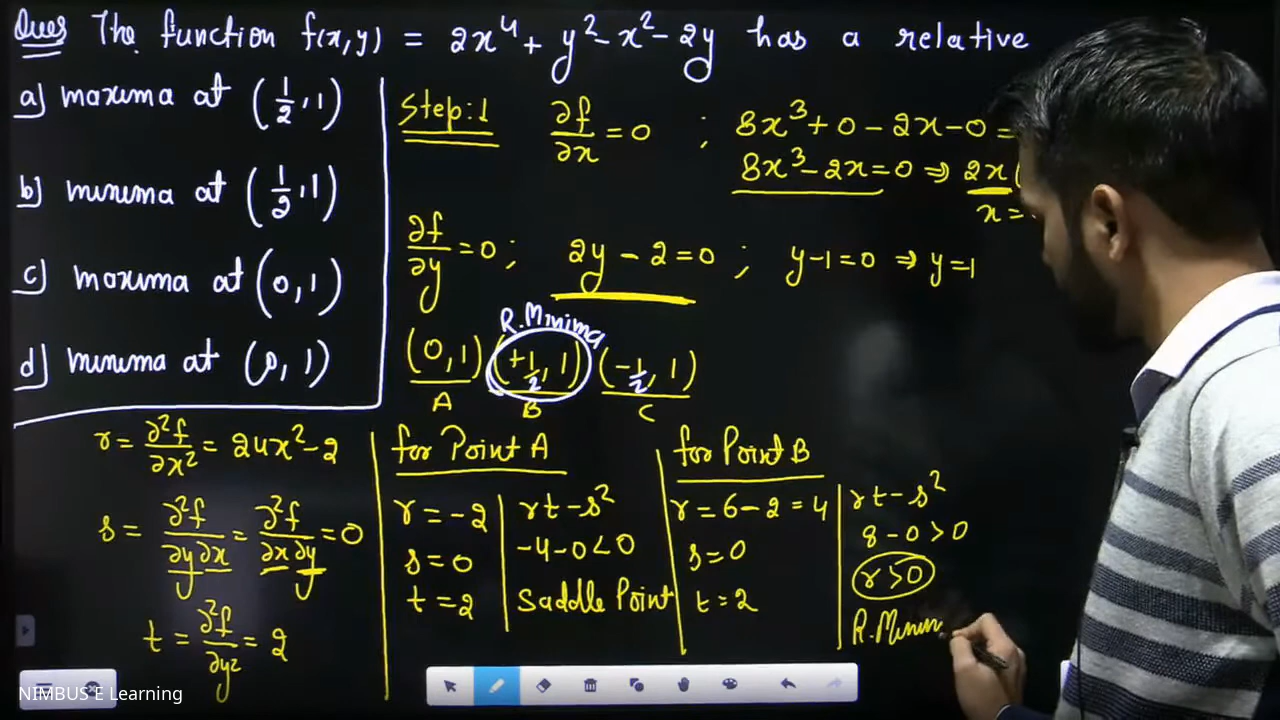 Ques The function f(x,y) = 2x⁴ + y² - x² - 2y has a relative
a) maxima at (1/2, 1)
b) minima at (1/2, 1)
c) maxima at (0, 1)
d) minima at (0, 1)
Step:1 ∂f/∂x = 0 ; 8x³ + 0 - 2x - 0 =
8x³ - 2x = 0 ⇒ 2x (
x =
∂f/∂y = 0 ; 2y - 2 = 0 ; y - 1 = 0 ⇒ y = 1
R.Minima
(0, 1) (+1/2, 1) (-1/2, 1)
A B C
r = ∂²f/∂x² = 24x² - 2
s = ∂²f/∂y∂x = ∂²f/∂x∂y = 0
t = ∂²f/∂y² = 2
for Point A
r = -2
s = 0
t = 2
rt - s²
-4 - 0 < 0
Saddle Point
for Point B
r = 6 - 2 = 4
s = 0
t = 2
rt - s²
8 - 0 > 0
r > 0
R.Minim
NIMBUS E Learning